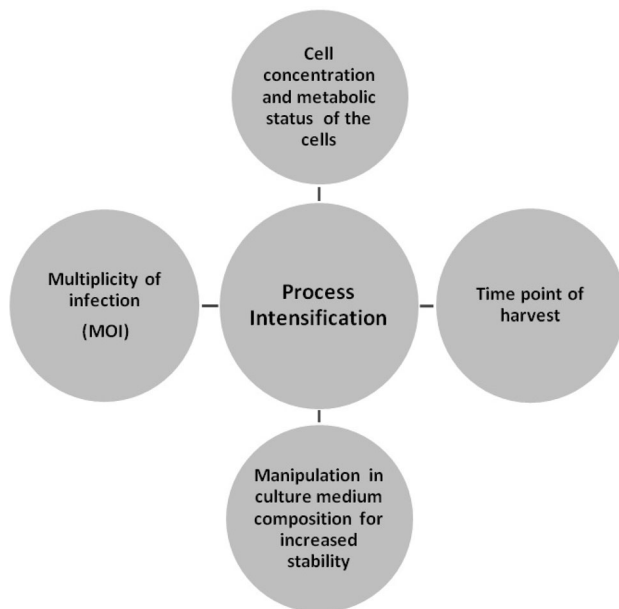 Cell
concentration
and metabolic
status of the
cells
Multiplicity of
infection
(MOI)
Process
Intensification
Time point of
harvest
Manipulation in
culture medium
composition for
increased
stability